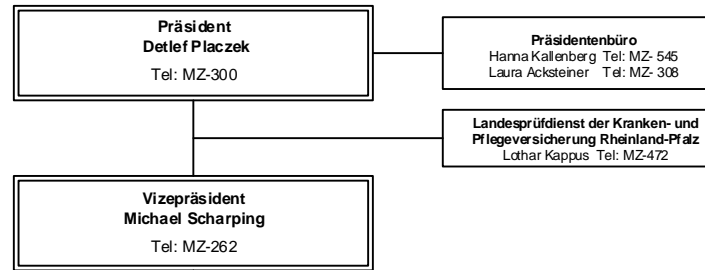 Präsident
Detlef Placzek
Tel: MZ-300
Präsidentenbüro
Hanna Kallenberg Tel: MZ- 545
Laura Acksteiner Tel: MZ- 308
Landesprüfdienst der Kranken- und
Pflegeversicherung Rheinland-Pfalz
Lothar Kappus Tel: MZ-472
Vizepräsident
Michael Scharping
Tel: MZ-262